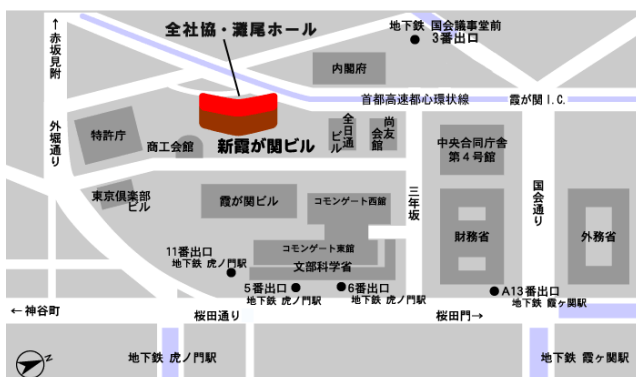 全社協・灘尾ホール
地下鉄 国会議事堂前
3番出口
←赤坂見附
内閣府
首都高速都心環状線
霞が関 I.C.
外堀通り
特許庁
商工会館
新霞が関ビル
全日通
ビル
尚友
会館
中央合同庁舎
第4号館
東京倶楽部
ビル
霞が関ビル
コモンゲート西館
三年坂
国会通り
コモンゲート東館
文部科学省
財務省
外務省
11番出口
地下鉄 虎ノ門駅
5番出口
地下鉄 虎ノ門駅
6番出口
地下鉄 虎ノ門駅
A13番出口
地下鉄 霞ヶ関駅
←神谷町
桜田通り
桜田門→
地下鉄 虎ノ門駅
地下鉄 霞ヶ関駅
N